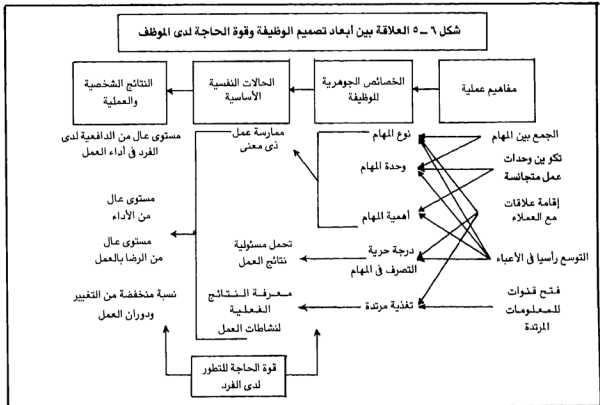 شكل ٦ – ٥ العلاقة بين أبعاد تصميم الوظيفة وقوة الحاجة لدى الموظف
مفاهيم عملية
الخصائص الجوهرية
للوظيفة
الحالات النفسية
الأساسية
النتائج الشخصية
والعملية
الجمع بين المهام
تكوين وحدات
عمل متجانسة
إقامة علاقات
مع العملاء
التوسع رأسيا فى الأعباء
فتح قنوات
للمعلومات
المرتدة
نوع المهام
وحدة المهام
أهمية المهام
درجة حرية
التصرف فى المهام
تغذية مرتدة
ممارسة عمل
ذى معنى
تحمل مسئولية
نتائج العمل
معرفة النتائج
الفعلية
لنشاطات العمل
مستوى عال من الدافعية لدى
الفرد فى أداء العمل
مستوى عال
من الأداء
مستوى عال
من الرضا بالعمل
نسبة منخفضة من التغيير
ودوران العمل
قوة الحاجة للتطور
لدى الفرد